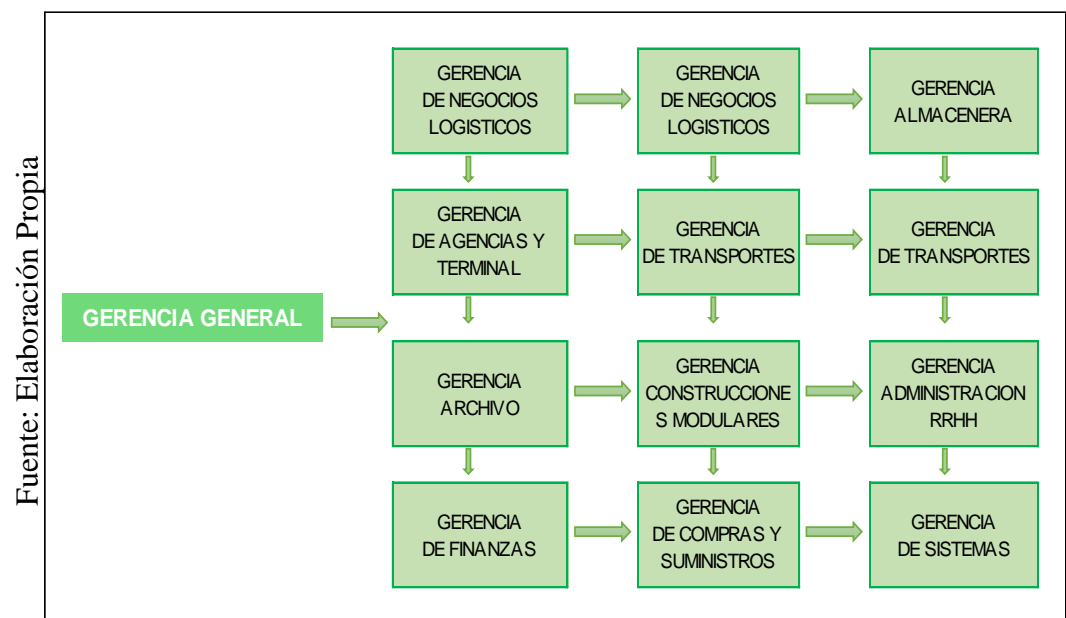 Fuente: Elaboración Propia
GERENCIA GENERAL
GERENCIA
DE NEGOCIOS
LOGISTICOS
GERENCIA
DE NEGOCIOS
LOGISTICOS
GERENCIA
ALMACENERA
GERENCIA
DE AGENCIAS Y
TERMINAL
GERENCIA
DE TRANSPORTES
GERENCIA
DE TRANSPORTES
GERENCIA
ARCHIVO
GERENCIA
CONSTRUCCIONE
S MODULARES
GERENCIA
ADMINISTRACION
RRHH
GERENCIA
DE FINANZAS
GERENCIA
DE COMPRAS Y
SUMINISTROS
GERENCIA
DE SISTEMAS